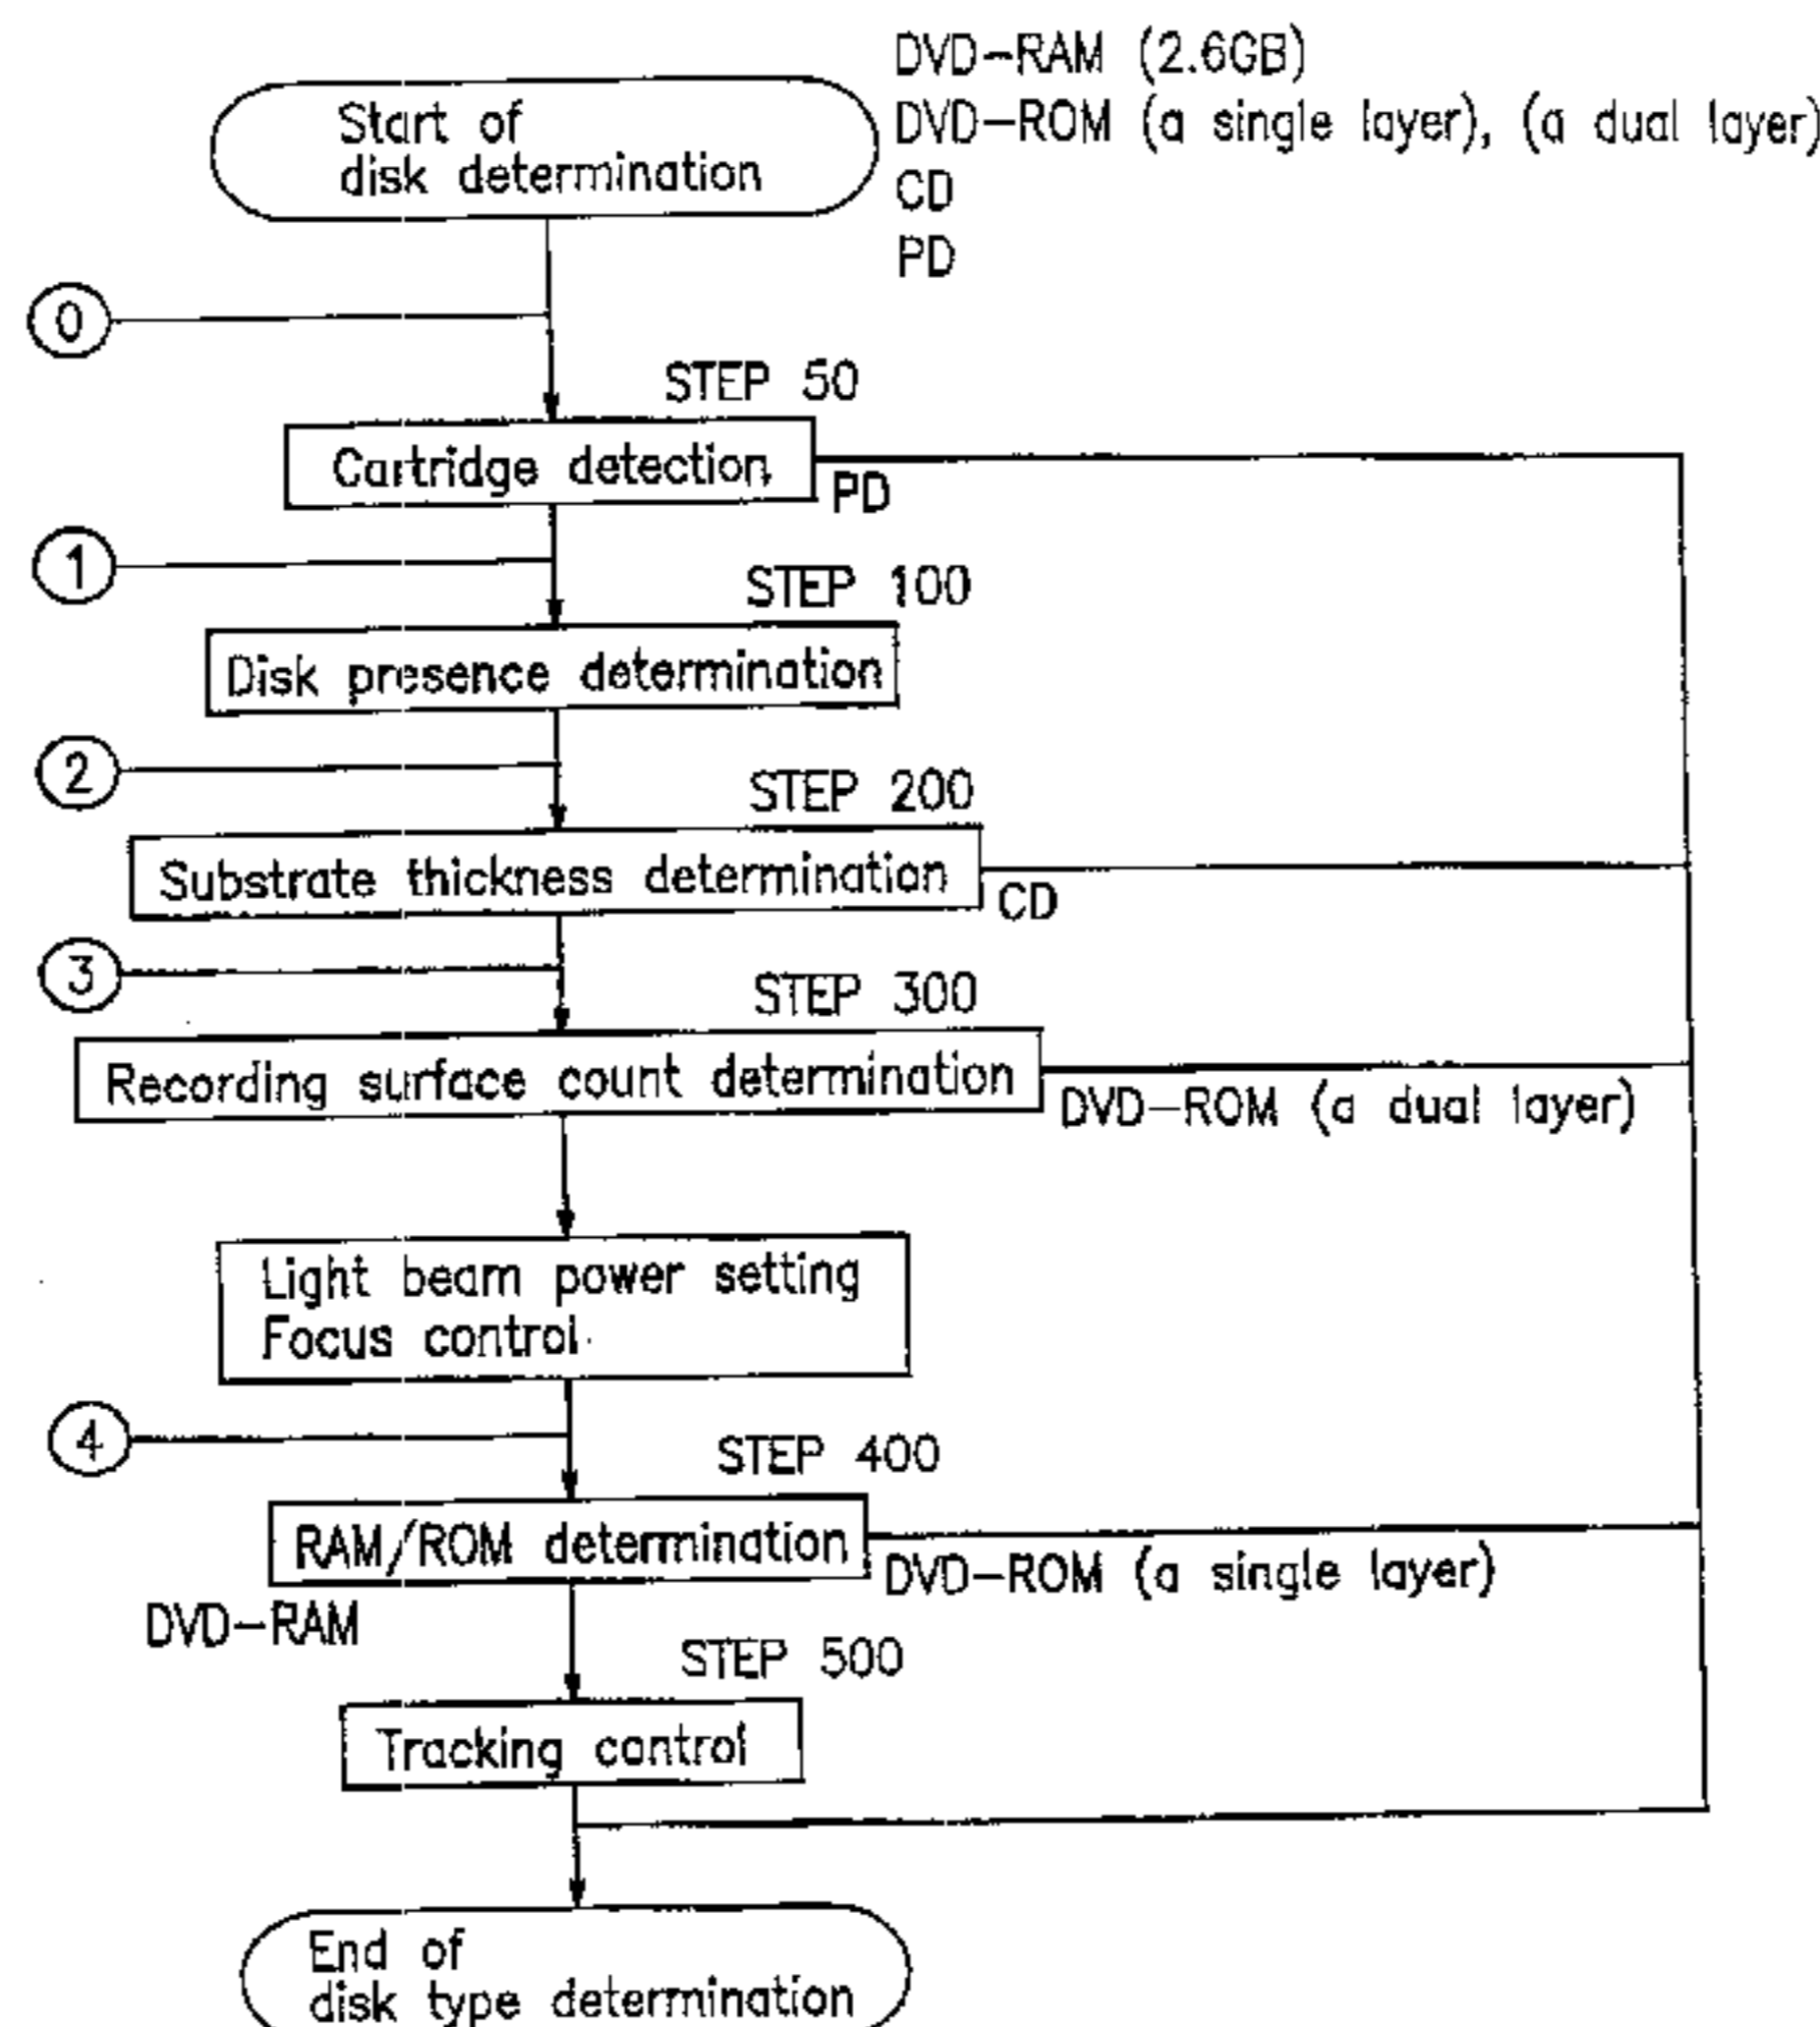 DVD-RAM (2.6GB)
Start of
disk determination
DVD-ROM (a single layer), (a dual layer)
CD
PD
0
STEP 50
Cartridge detection
PD
1
STEP 100
Disk presence determination
2
STEP 200
Substrate thickness determination
CD
3
STEP 300
Recording surface count determination
DVD-ROM (a dual layer)
Light beam power setting
Focus control
4
STEP 400
RAM/ROM determination
DVD-ROM (a single layer)
DVD-RAM
STEP 500
Tracking control
End of
disk type determination